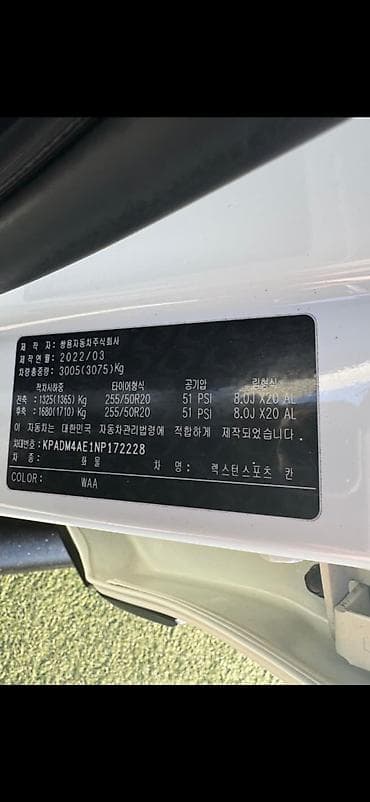 제 작 자: 쌍용자동차주식회사
제작연월: 2022/03
차량총중량: 3005(3075)Kg
적차시하중 타이어형식 공기압 림형식
전축: 1325(1365) Kg 255/50R20 51 PSI 8.0J X20 AL
후축: 1680(1710) Kg 255/50R20 51 PSI 8.0J X20 AL
이 자동차는 대한민국 자동차관리법령에 적합하게 제작되었습니다.
차대번호: KPADM4AE1NP172228
차 종: 화물 차 명: 렉스턴스포츠 칸
COLOR: WAA